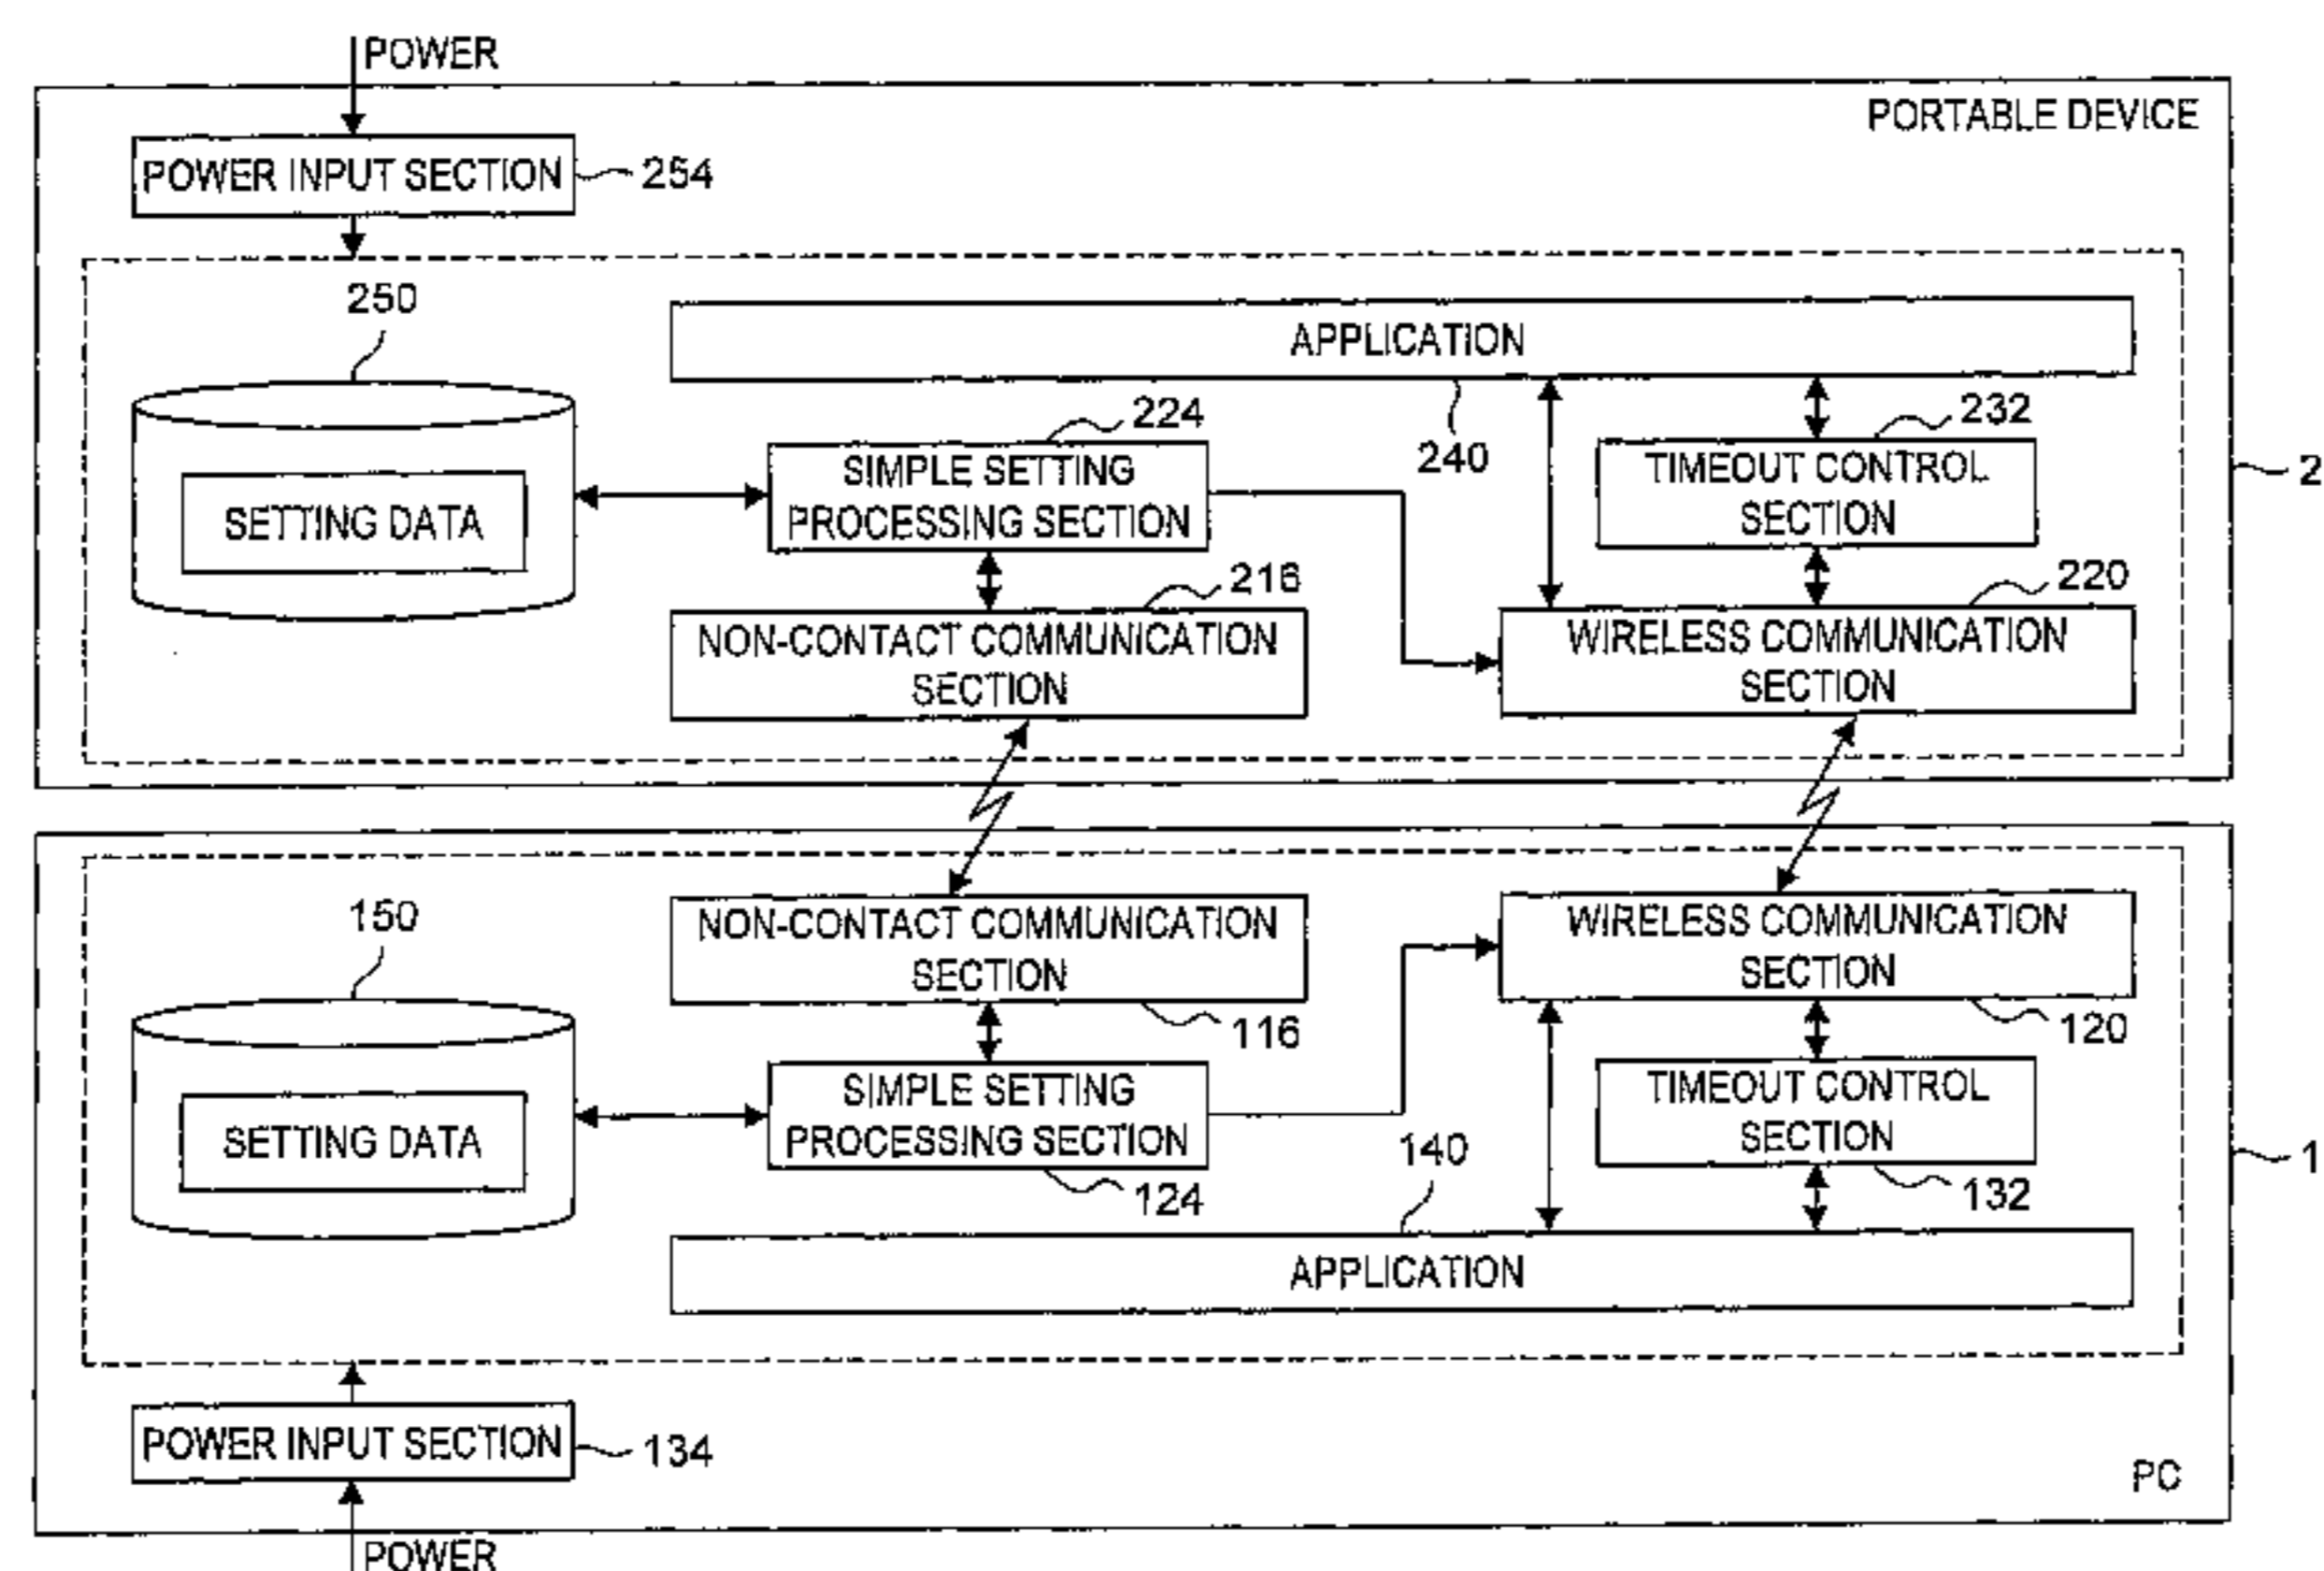 POWER
PORTABLE DEVICE
POWER INPUT SECTION
254
250
APPLICATION
224
232
240
SIMPLE SETTING
PROCESSING SECTION
TIMEOUT CONTROL
SECTION
2
SETTING DATA
216
220
NON-CONTACT COMMUNICATION
SECTION
WIRELESS COMMUNICATION
SECTION
150
NON-CONTACT COMMUNICATION
SECTION
WIRELESS COMMUNICATION
SECTION
116
120
SIMPLE SETTING
PROCESSING SECTION
TIMEOUT CONTROL
SECTION
SETTING DATA
140
1
124
132
APPLICATION
POWER INPUT SECTION
134
PC
POWER